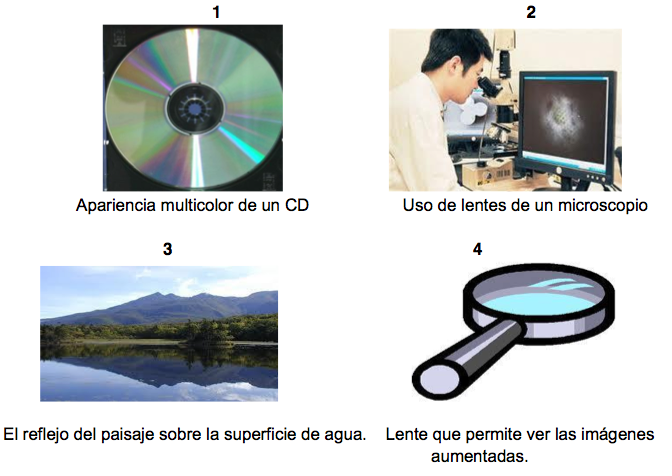 1
2
Apariencia multicolor de un CD
Uso de lentes de un microscopio
3
4
El reflejo del paisaje sobre la superficie de agua.
Lente que permite ver las imágenes
aumentadas.